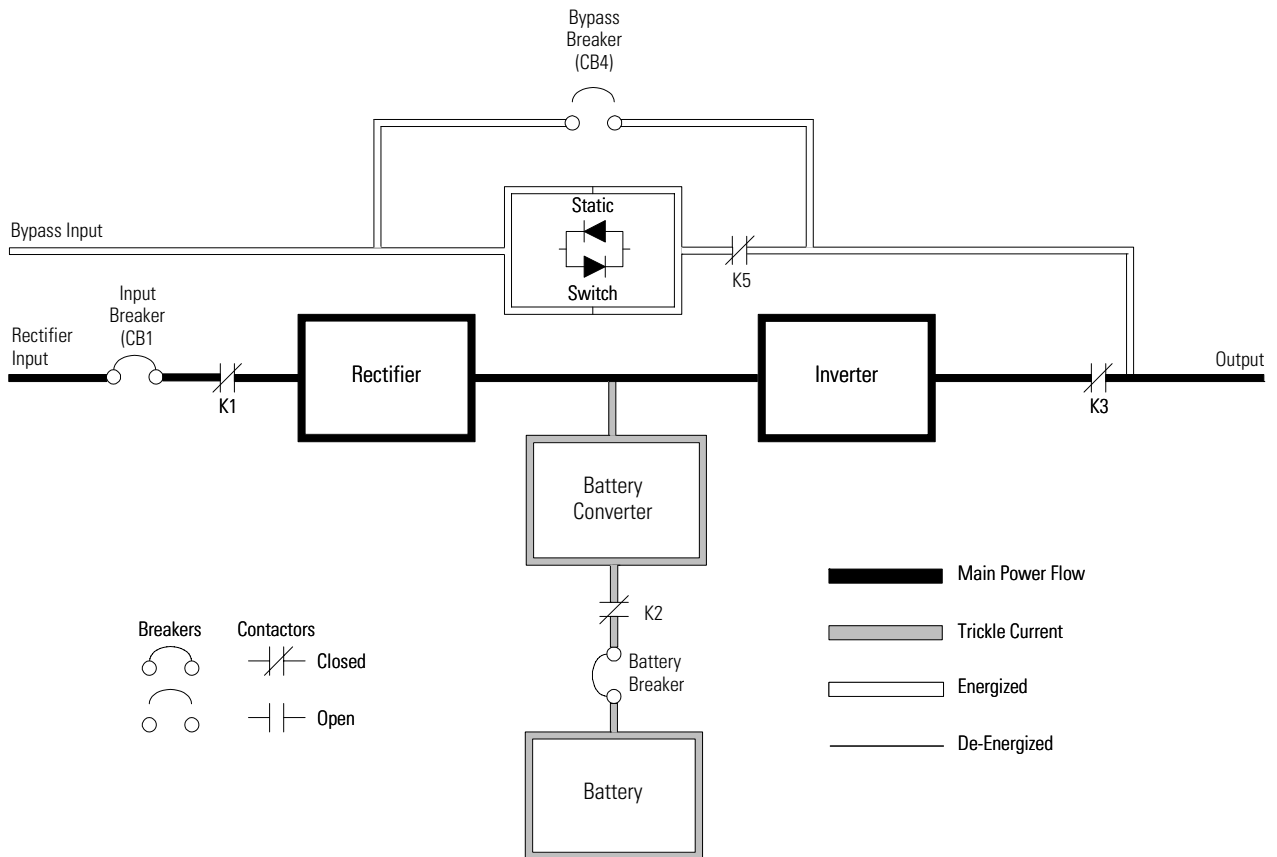 Bypass
Breaker
(CB4)
Static
Bypass Input
Switch
K5
Input
Breaker
(CB1
Rectifier
Input
Rectifier
Inverter
Output
K1
K3
Battery
Converter
Main Power Flow
K2
Breakers
Contactors
Trickle Current
Closed
Battery
Breaker
Energized
Open
De-Energized
Battery